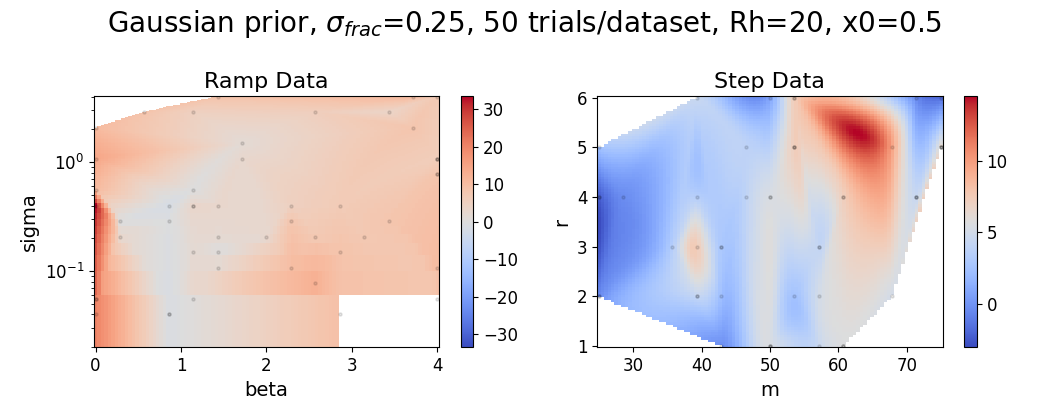 Gaussian prior, σ_frac=0.25, 50 trials/dataset, Rh=20, x0=0.5
Ramp Data
Step Data
sigma
10⁰
10⁻¹
0 1 2 3 4
beta
30
20
10
0
−10
−20
−30
r
6
5
4
3
2
1
30 40 50 60 70
m
10
5
0